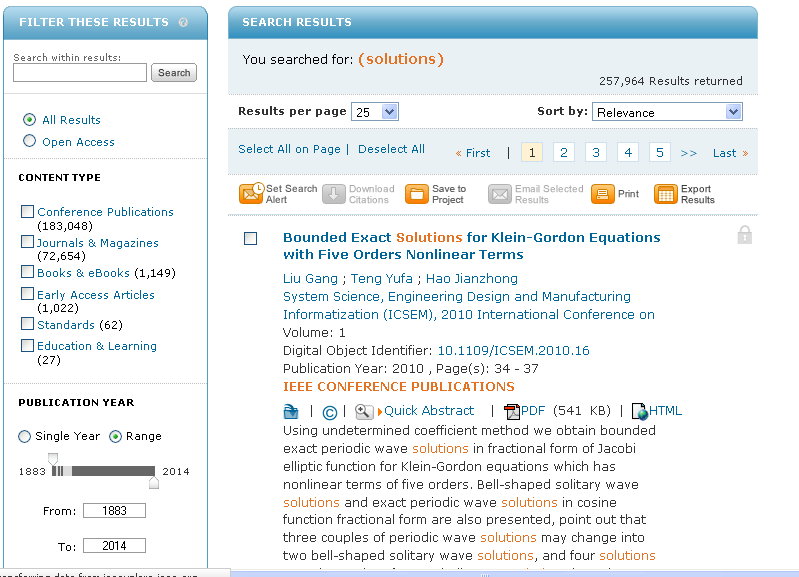 FILTER THESE RESULTS ?
Search within results:
Search
All Results
Open Access
CONTENT TYPE
Conference Publications
(183,048)
Journals & Magazines
(72,654)
Books & eBooks (1,149)
Early Access Articles
(1,022)
Standards (62)
Education & Learning
(27)
PUBLICATION YEAR
Single Year Range
1883 2014
From: 1883
To: 2014
SEARCH RESULTS
You searched for: (solutions)
257,964 Results returned
Results per page 25 Sort by: Relevance
Select All on Page | Deselect All « First | 1 2 3 4 5 >> Last »
Set Search Alert
Download Citations
Save to Project
Email Selected Results
Print
Export Results
Bounded Exact Solutions for Klein-Gordon Equations
with Five Orders Nonlinear Terms
Liu Gang ; Teng Yufa ; Hao Jianzhong
System Science, Engineering Design and Manufacturing
Informatization (ICSEM), 2010 International Conference on
Volume: 1
Digital Object Identifier: 10.1109/ICSEM.2010.16
Publication Year: 2010 , Page(s): 34 - 37
IEEE CONFERENCE PUBLICATIONS
| © | Quick Abstract | PDF (541 KB) | HTML
Using undetermined coefficient method we obtain bounded
exact periodic wave solutions in fractional form of Jacobi
elliptic function for Klein-Gordon equations which has
nonlinear terms of five orders. Bell-shaped solitary wave
solutions and exact periodic wave solutions in cosine
function fractional form are also presented, point out that
three couples of periodic wave solutions may change into
two bell-shaped solitary wave solutions, and four solutions